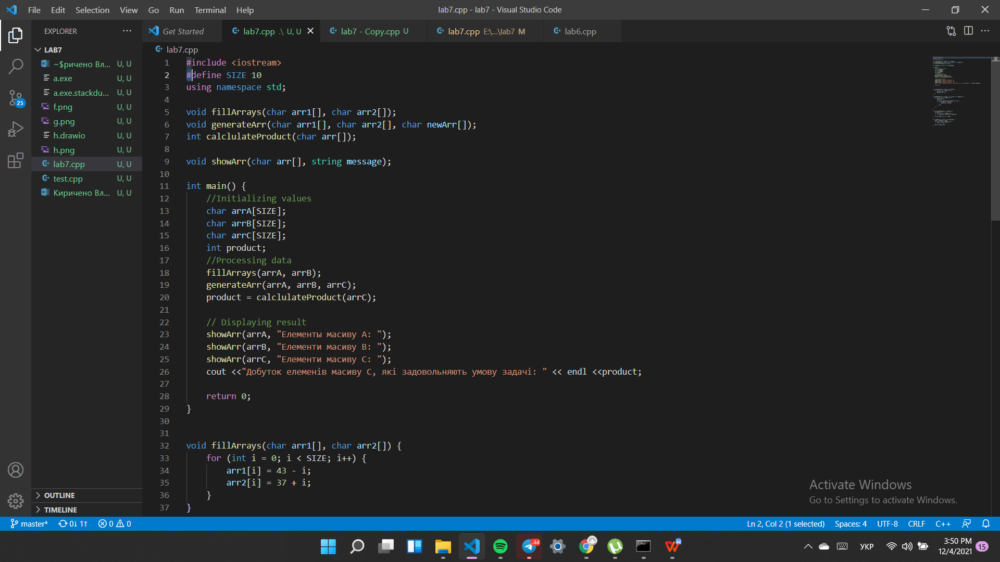 File Edit Selection View Go Run Terminal Help
lab7.cpp - lab7 - Visual Studio Code
EXPLORER
LAB7
~$ричено Вл... U, U
a.exe U, U
a.exe.stackdu... U, U
f.png U, U
g.png U, U
h.drawio U, U
h.png U, U
lab7.cpp U, U
test.cpp U, U
Киричено Вл... U, U
OUTLINE
TIMELINE
25
Get Started
lab7.cpp .\ U, U
lab7 - Copy.cpp U
lab7.cpp E:\...\lab7 M
lab6.cpp
lab7.cpp
1 #include <iostream>
2 #define SIZE 10
3 using namespace std;
4
5 void fillArrays(char arr1[], char arr2[]);
6 void generateArr(char arr1[], char arr2[], char newArr[]);
7 int calclulateProduct(char arr[]);
8
9 void showArr(char arr[], string message);
10
11 int main() {
12 //Initializing values
13 char arrA[SIZE];
14 char arrB[SIZE];
15 char arrC[SIZE];
16 int product;
17 //Processing data
18 fillArrays(arrA, arrB);
19 generateArr(arrA, arrB, arrC);
20 product = calclulateProduct(arrC);
21
22 // Displaying result
23 showArr(arrA, "Елементы масиву A: ");
24 showArr(arrB, "Елементи масиву B: ");
25 showArr(arrC, "Елементи масиву C: ");
26 cout <<"Добуток елеменів масиву C, які задовольняють умову задачі: " << endl <<product;
27
28 return 0;
29 }
30
31
32 void fillArrays(char arr1[], char arr2[]) {
33 for (int i = 0; i < SIZE; i++) {
34 arr1[i] = 43 - i;
35 arr2[i] = 37 + i;
36 }
37 }
Activate Windows
Go to Settings to activate Windows.
master* 0↓ 1↑ 0 0
Ln 2, Col 2 (1 selected) Spaces: 4 UTF-8 CRLF C++
44
УКР
3:50 PM
12/4/2021
15